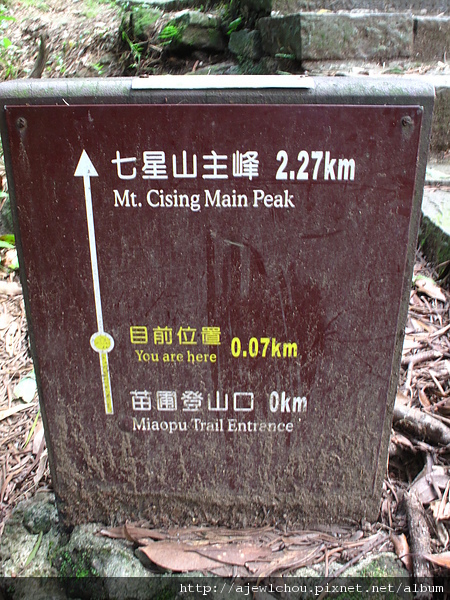 七星山主峰 2.27km
Mt. Cising Main Peak
目前位置 0.07km
You are here
苗圃登山口 0km
Miaopu Trail Entrance
http://ajewlchou.pixnet.net/album